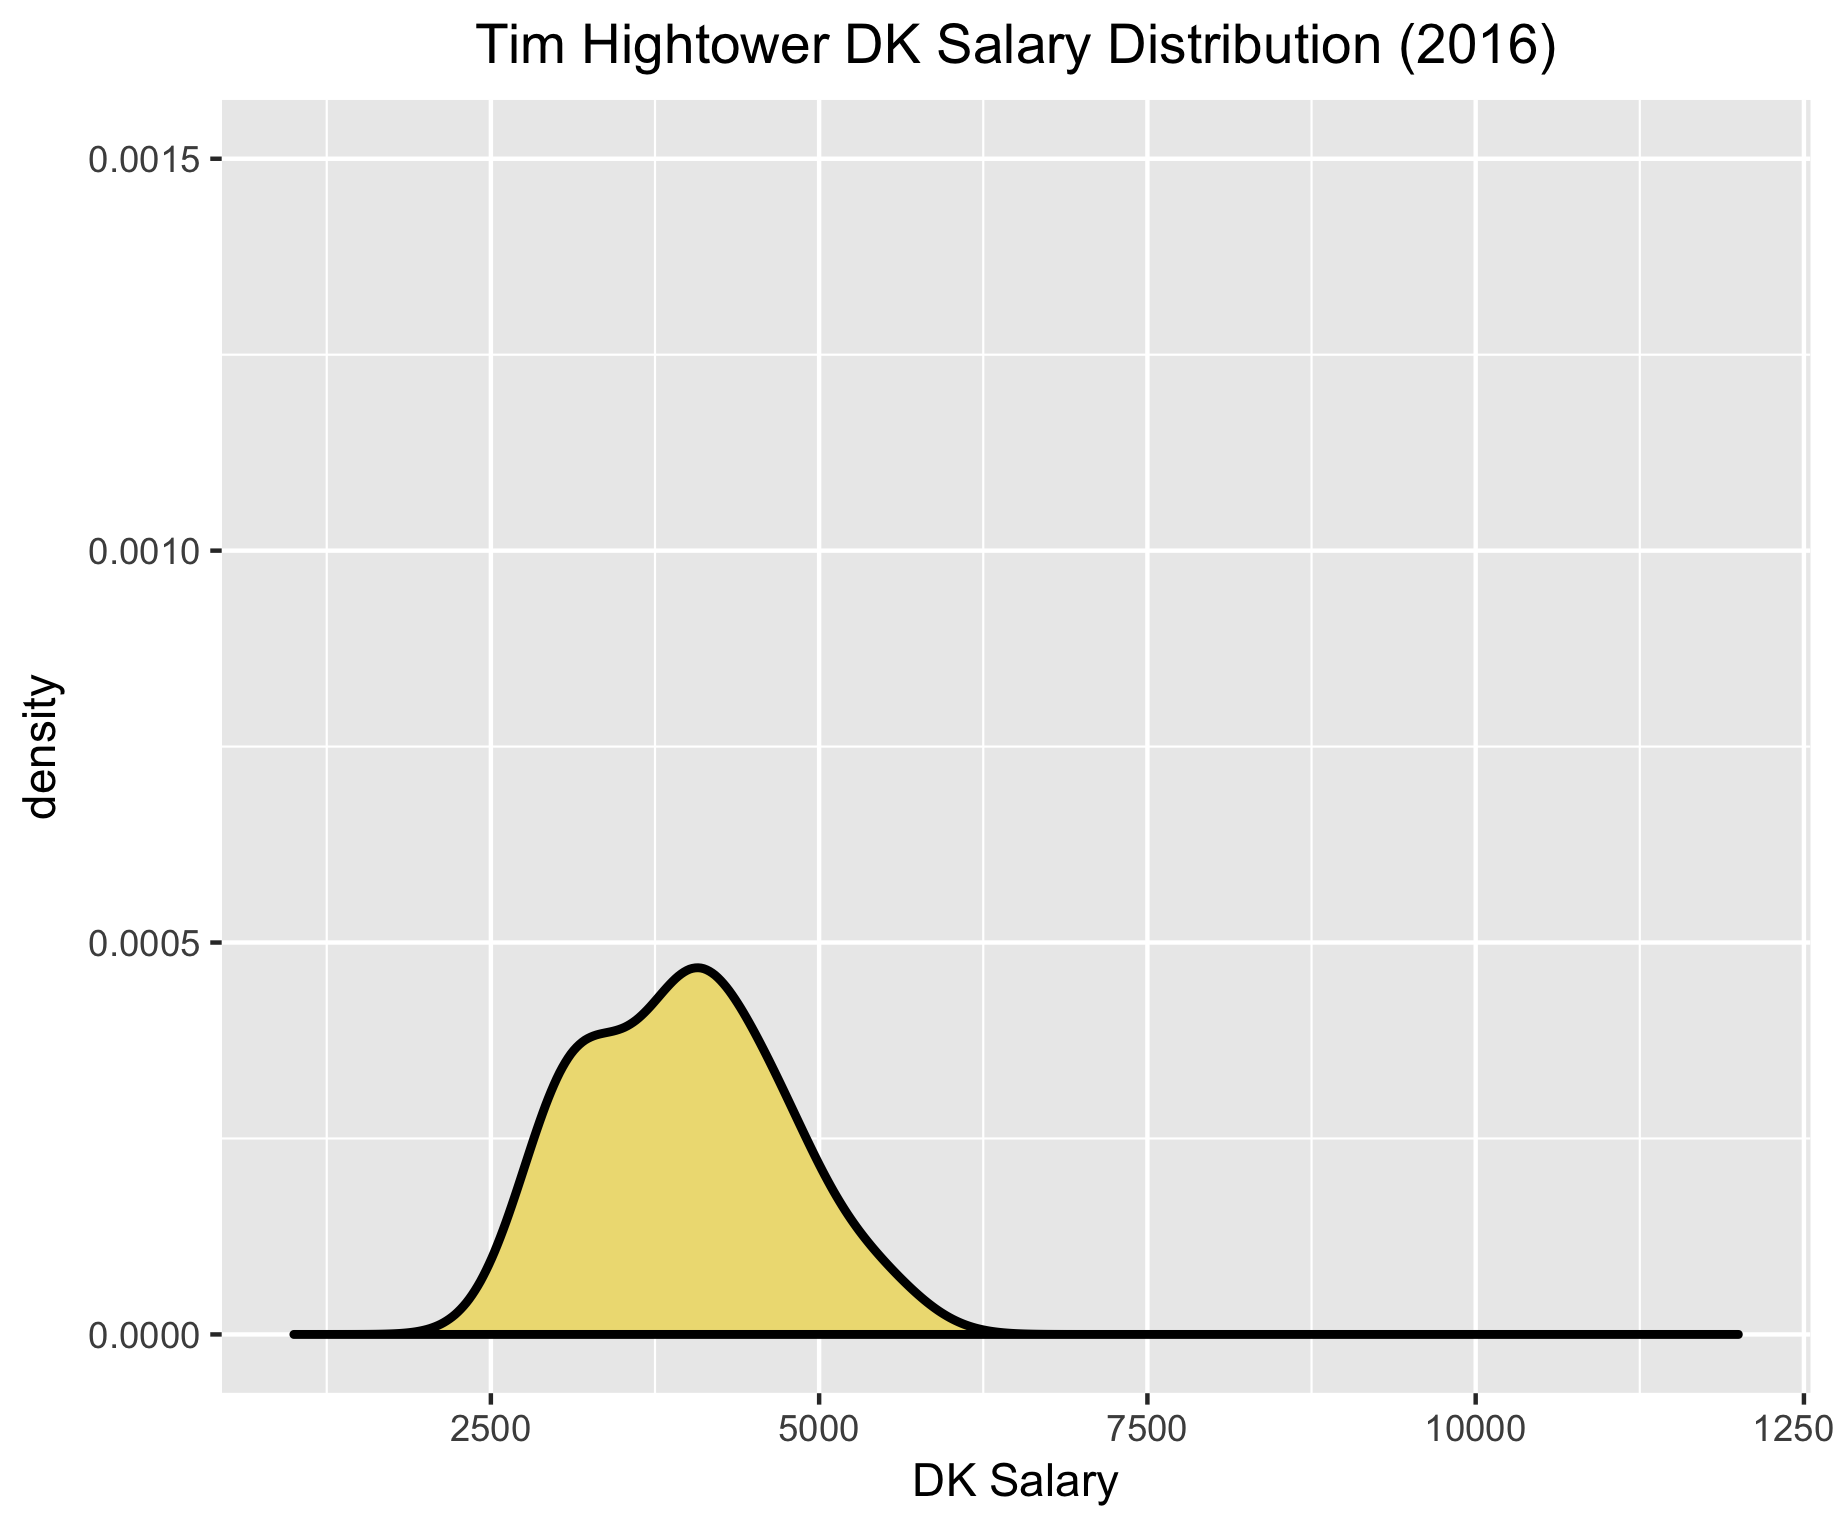 Tim Hightower DK Salary Distribution (2016)
0.0015
0.0010
density
0.0005
0.0000
2500 5000 7500 10000 1250
DK Salary